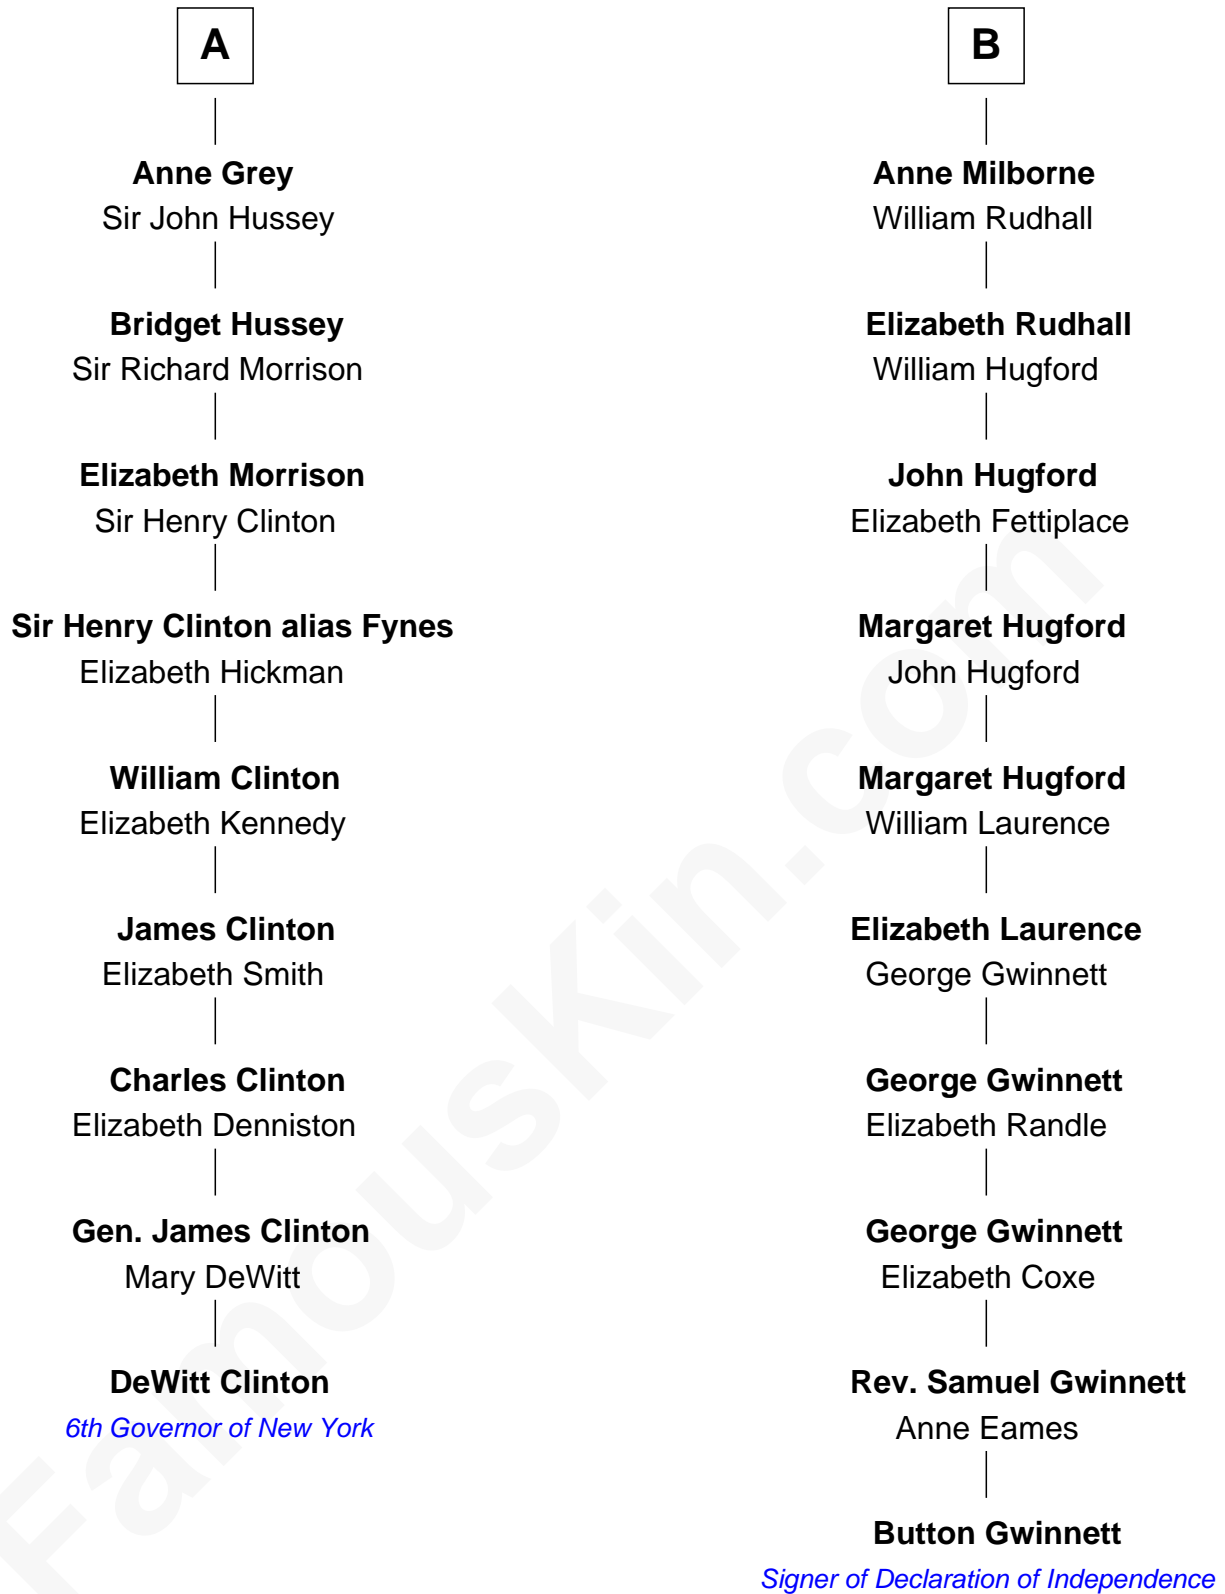 A
Anne Grey
Sir John Hussey
Bridget Hussey
Sir Richard Morrison
Elizabeth Morrison
Sir Henry Clinton
Sir Henry Clinton alias Fynes
Elizabeth Hickman
William Clinton
Elizabeth Kennedy
James Clinton
Elizabeth Smith
Charles Clinton
Elizabeth Denniston
Gen. James Clinton
Mary DeWitt
DeWitt Clinton
6th Governor of New York
B
Anne Milborne
William Rudhall
Elizabeth Rudhall
William Hugford
John Hugford
Elizabeth Fettiplace
Margaret Hugford
John Hugford
Margaret Hugford
William Laurence
Elizabeth Laurence
George Gwinnett
George Gwinnett
Elizabeth Randle
George Gwinnett
Elizabeth Coxe
Rev. Samuel Gwinnett
Anne Eames
Button Gwinnett
Signer of Declaration of Independence
FamousKin.com